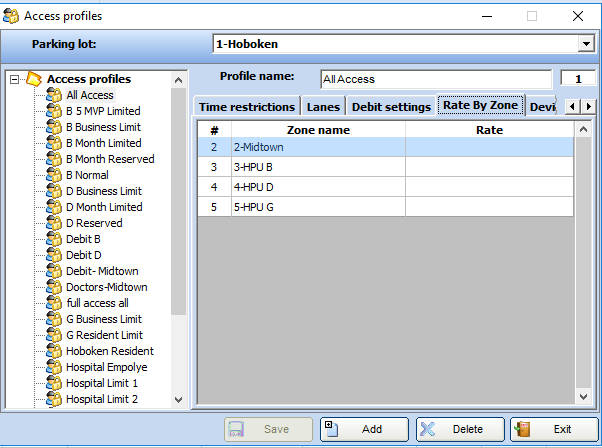 Access profiles
Parking lot: 1-Hoboken
Access profiles
All Access
B 5 MVP Limited
B Business Limit
B Month Limited
B Month Reserved
B Normal
D Business Limit
D Month Limited
D Reserved
Debit B
Debit D
Debit- Midtown
Doctors-Midtown
full access all
G Business Limit
G Resident Limit
Hoboken Resident
Hospital Empolye
Hospital Limit 1
Hospital Limit 2
Profile name: All Access 1
Time restrictions Lanes Debit settings Rate By Zone Devi
# Zone name Rate
2 2-Midtown
3 3-HPU B
4 4-HPU D
5 5-HPU G
Save Add Delete Exit